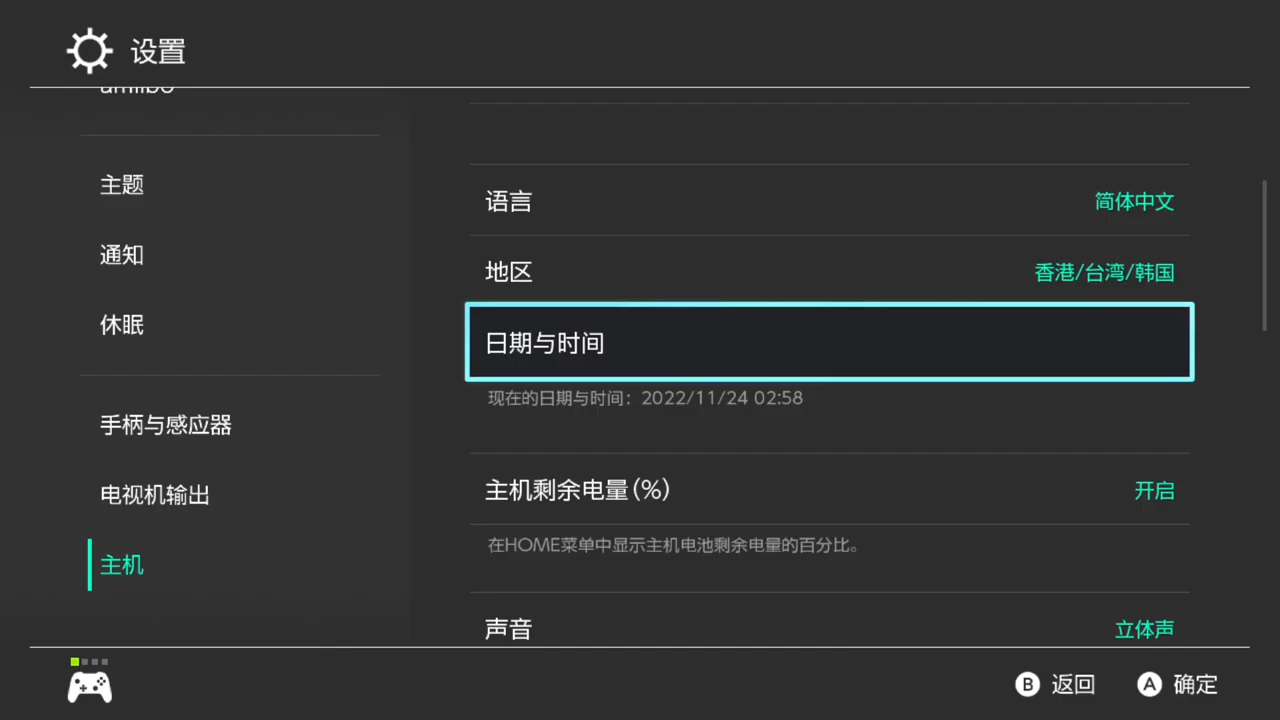 设置
amiibo
主题
通知
休眠
手柄与感应器
电视机输出
主机
语言 简体中文
地区 香港/台湾/韩国
日期与时间
现在的日期与时间：2022/11/24 02:58
主机剩余电量(%) 开启
在HOME菜单中显示主机电池剩余电量的百分比。
声音 立体声
B 返回 A 确定